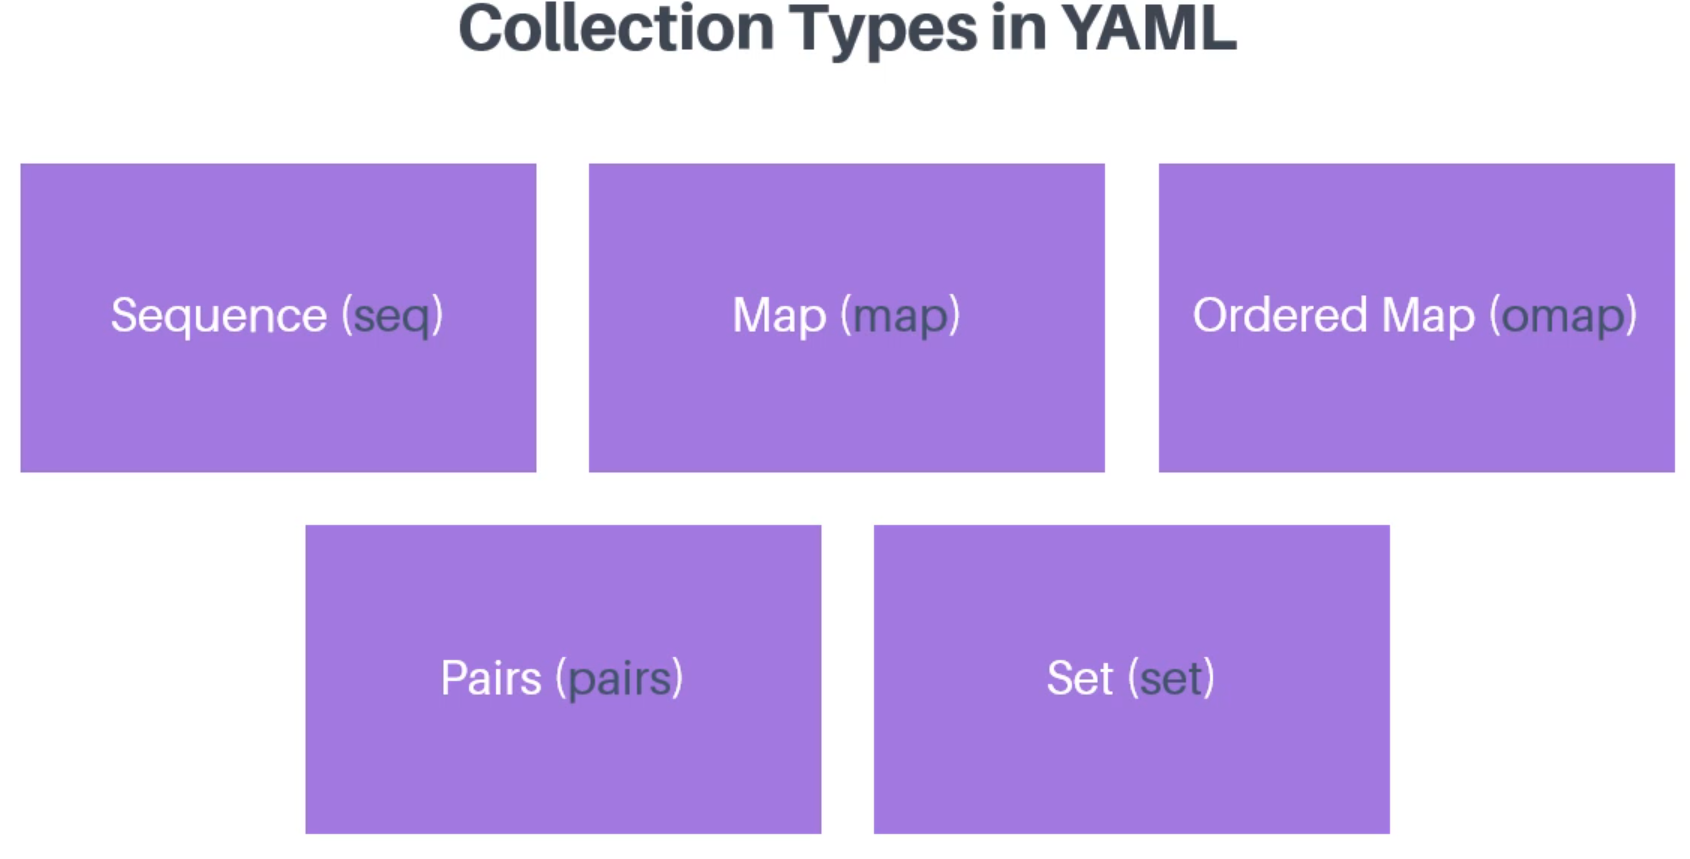 Collection Types in YAML
Sequence (seq)
Map (map)
Ordered Map (omap)
Pairs (pairs)
Set (set)